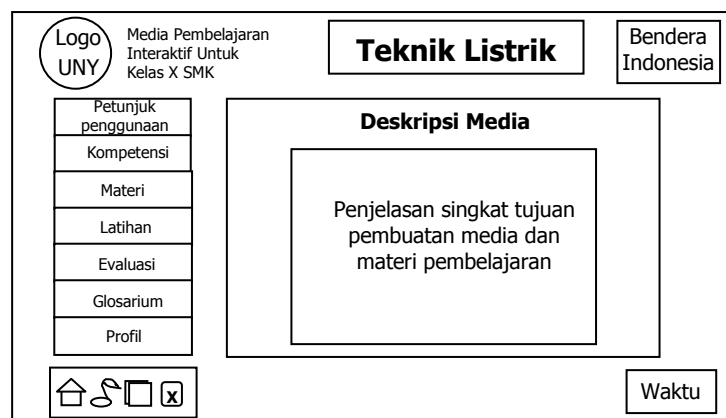 Logo
UNY
Media Pembelajaran
Interaktif Untuk
Kelas X SMK
Teknik Listrik
Bendera
Indonesia
Petunjuk
penggunaan
Kompetensi
Materi
Latihan
Evaluasi
Glosarium
Profil
Deskripsi Media
Penjelasan singkat tujuan
pembuatan media dan
materi pembelajaran
x
Waktu